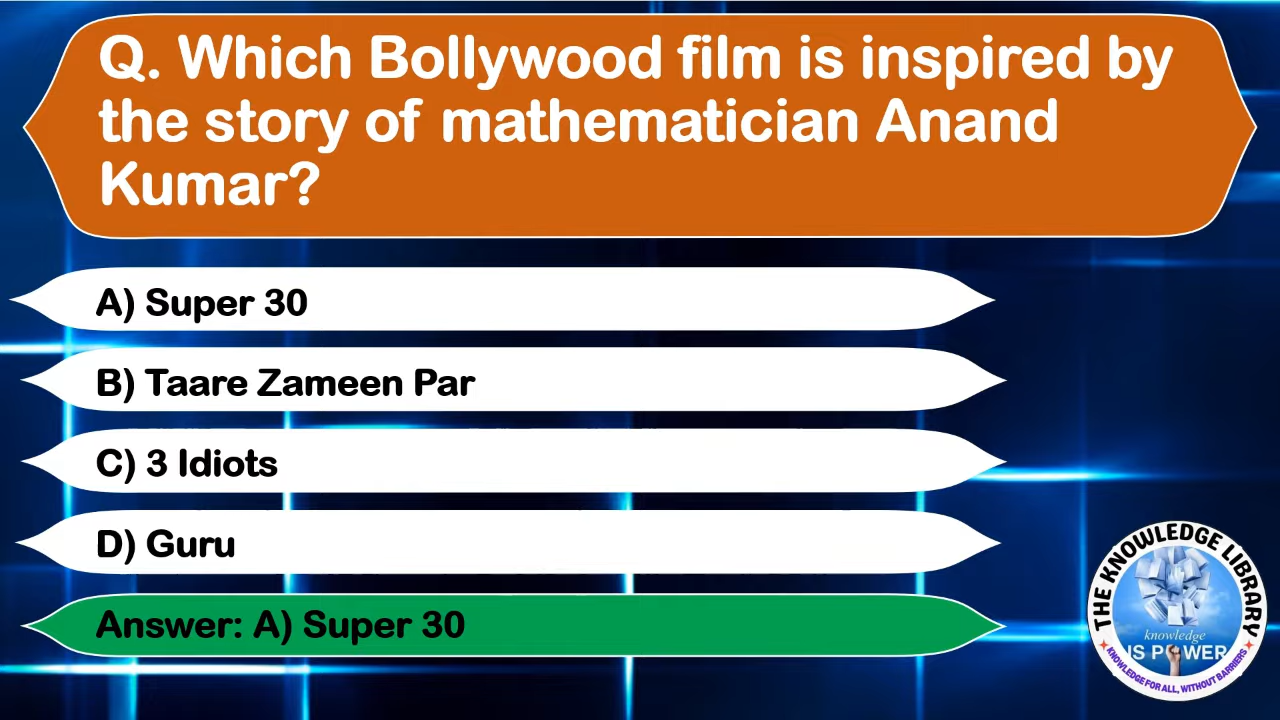 Q. Which Bollywood film is inspired by
the story of mathematician Anand
Kumar?
A) Super 30
B) Taare Zameen Par
C) 3 Idiots
D) Guru
Answer: A) Super 30
THE KNOWLEDGE LIBRARY
knowledge
IS POWER
KNOWLEDGE FOR ALL, WITHOUT BARRIERS